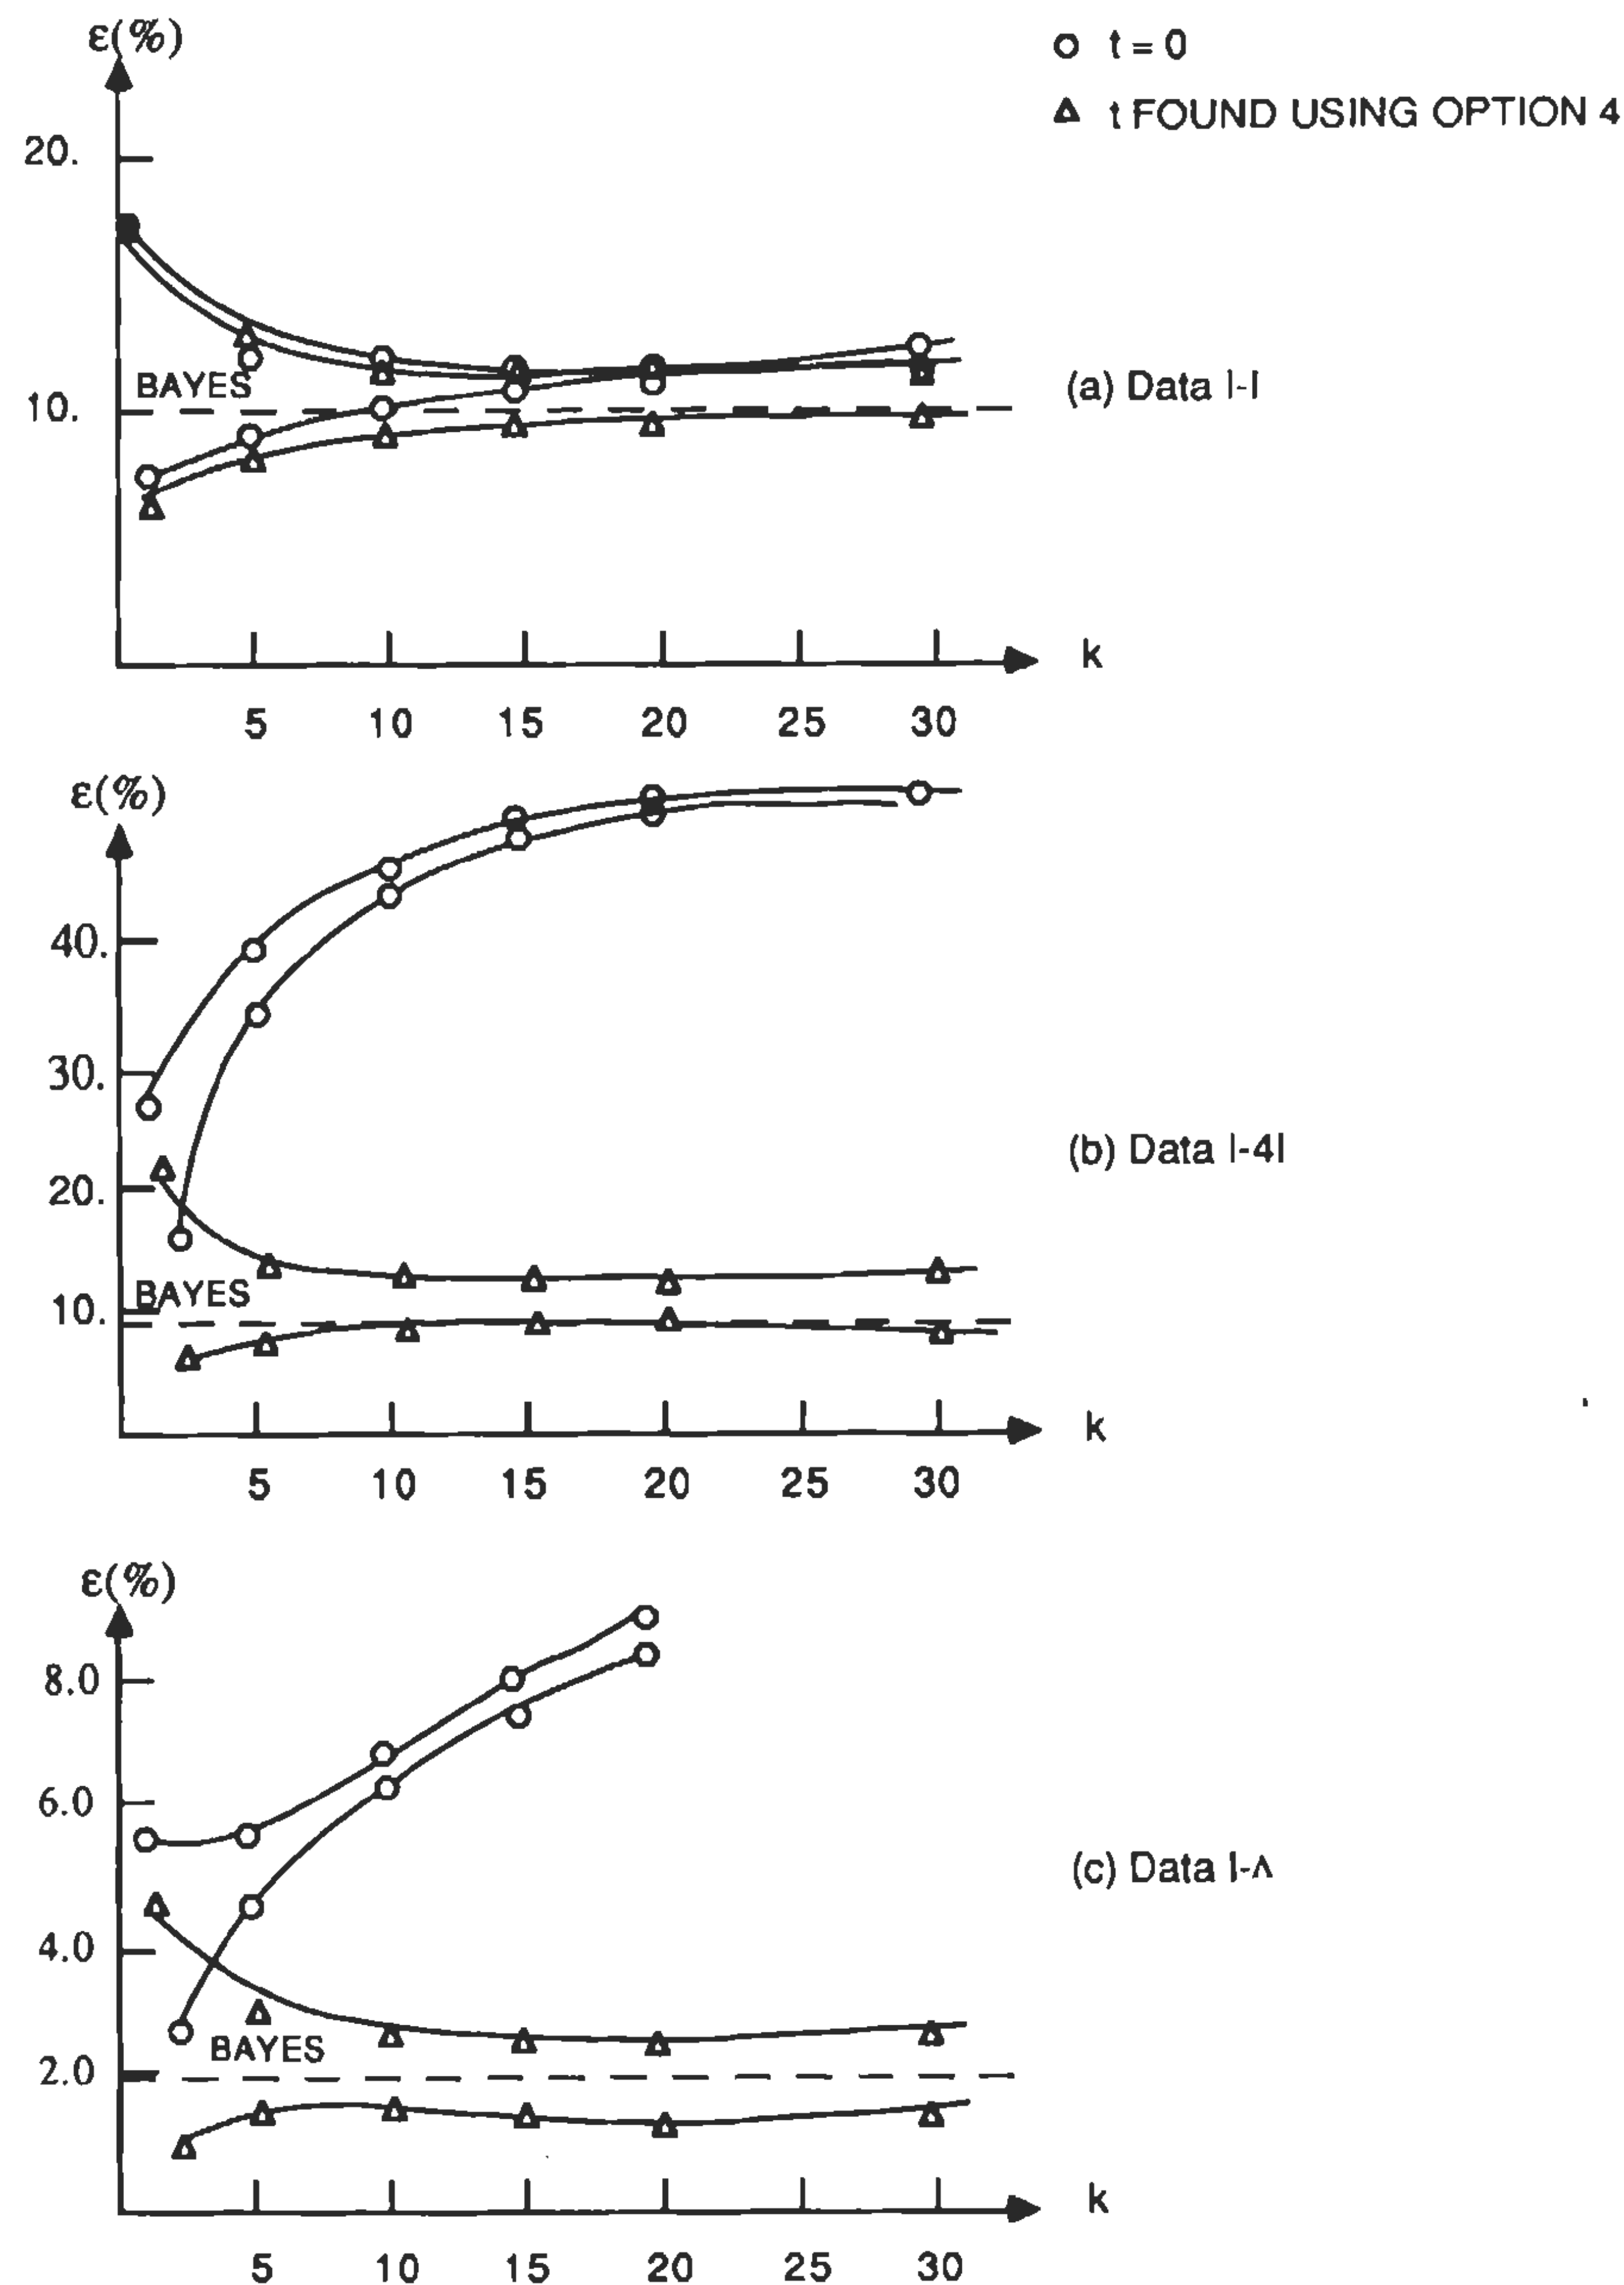 ε(%)
○ t = 0
△ t FOUND USING OPTION 4
20.
BAYES
10.
(a) Data I-I
k
5 10 15 20 25 30
ε(%)
40.
30.
(b) Data I-4I
20.
BAYES
10.
k
5 10 15 20 25 30
ε(%)
8.0
6.0
(c) Data I-Λ
4.0
BAYES
2.0
k
5 10 15 20 25 30